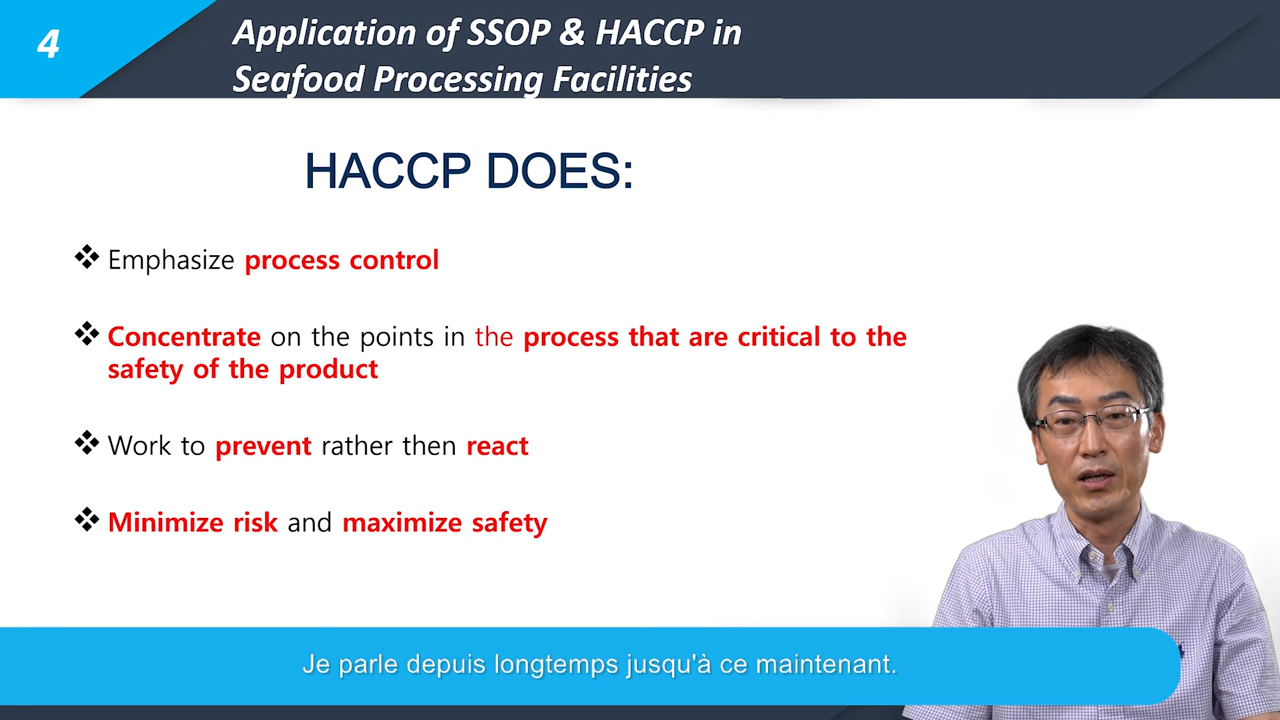 4
Application of SSOP & HACCP in
Seafood Processing Facilities
HACCP DOES:
❖ Emphasize process control
❖ Concentrate on the points in the process that are critical to the
safety of the product
❖ Work to prevent rather then react
❖ Minimize risk and maximize safety
Je parle depuis longtemps jusqu'à ce maintenant.